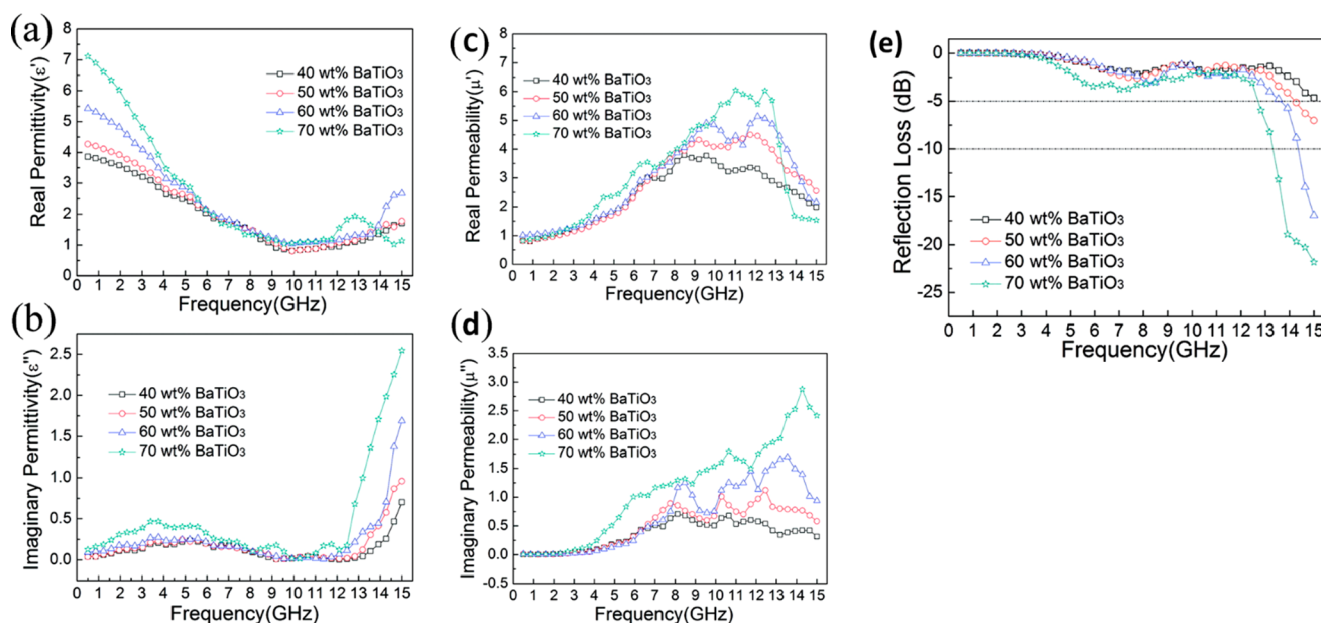 (a)
Real Permittivity(ε')
8
7
6
5
4
3
2
1
0
40 wt% BaTiO₃
50 wt% BaTiO₃
60 wt% BaTiO₃
70 wt% BaTiO₃
0 1 2 3 4 5 6 7 8 9 10 11 12 13 14 15
Frequency(GHz)
(b)
Imaginary Permittivity(ε")
2.5
2.0
1.5
1.0
0.5
0.0
40 wt% BaTiO₃
50 wt% BaTiO₃
60 wt% BaTiO₃
70 wt% BaTiO₃
0 1 2 3 4 5 6 7 8 9 10 11 12 13 14 15
Frequency(GHz)
(c)
Real Pemeability(μ')
8
7
6
5
4
3
2
1
0
40 wt% BaTiO₃
50 wt% BaTiO₃
60 wt% BaTiO₃
70 wt% BaTiO₃
0 1 2 3 4 5 6 7 8 9 10 11 12 13 14 15
Frequency(GHz)
(d)
Imaginary Permeability(μ")
3.5
3.0
2.5
2.0
1.5
1.0
0.5
0.0
-0.5
40 wt% BaTiO₃
50 wt% BaTiO₃
60 wt% BaTiO₃
70 wt% BaTiO₃
0 1 2 3 4 5 6 7 8 9 10 11 12 13 14 15
Frequency(GHz)
(e)
Reflection Loss (dB)
0
-5
-10
-15
-20
-25
40 wt% BaTiO₃
50 wt% BaTiO₃
60 wt% BaTiO₃
70 wt% BaTiO₃
0 1 2 3 4 5 6 7 8 9 10 11 12 13 14 15
Frequency(GHz)